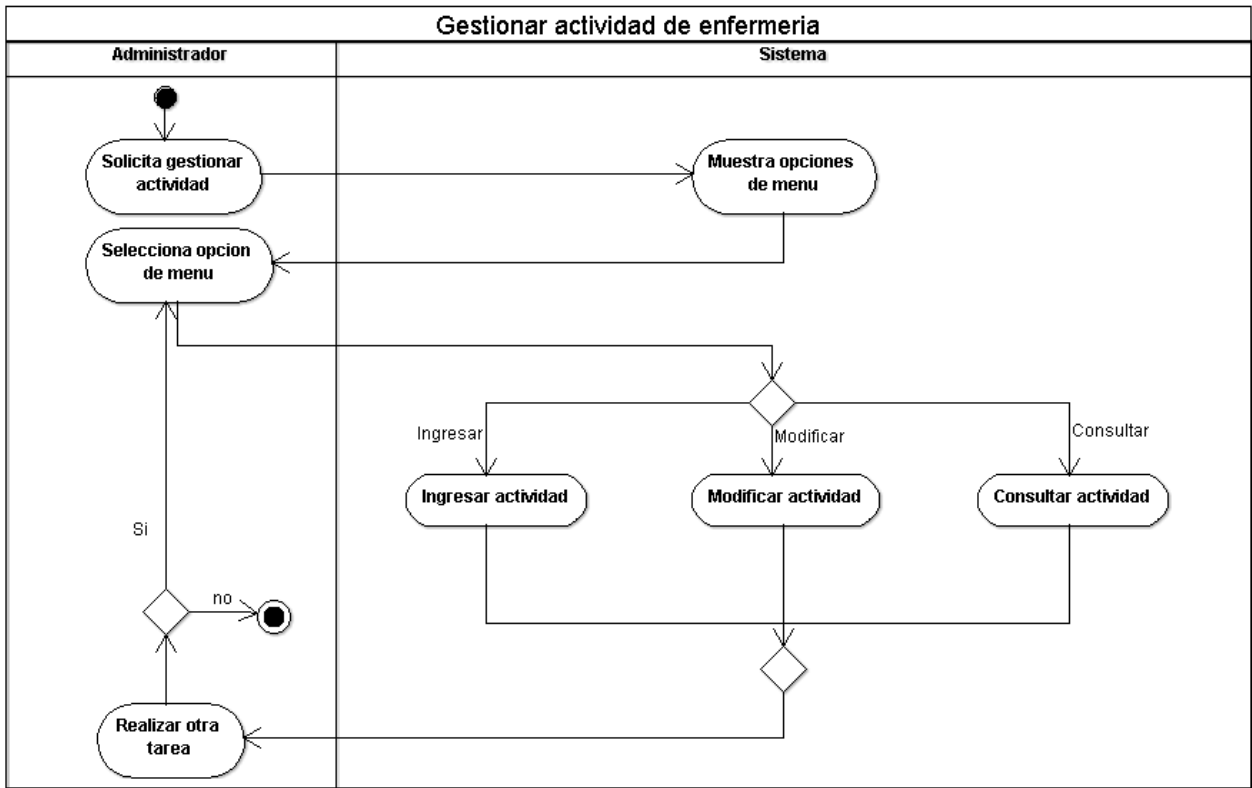 Gestionar actividad de enfermeria
Administrador
Sistema
Solicita gestionar
actividad
Muestra opciones
de menu
Selecciona opcion
de menu
Ingresar
Modificar
Consultar
Ingresar actividad
Modificar actividad
Consultar actividad
Si
no
Realizar otra
tarea